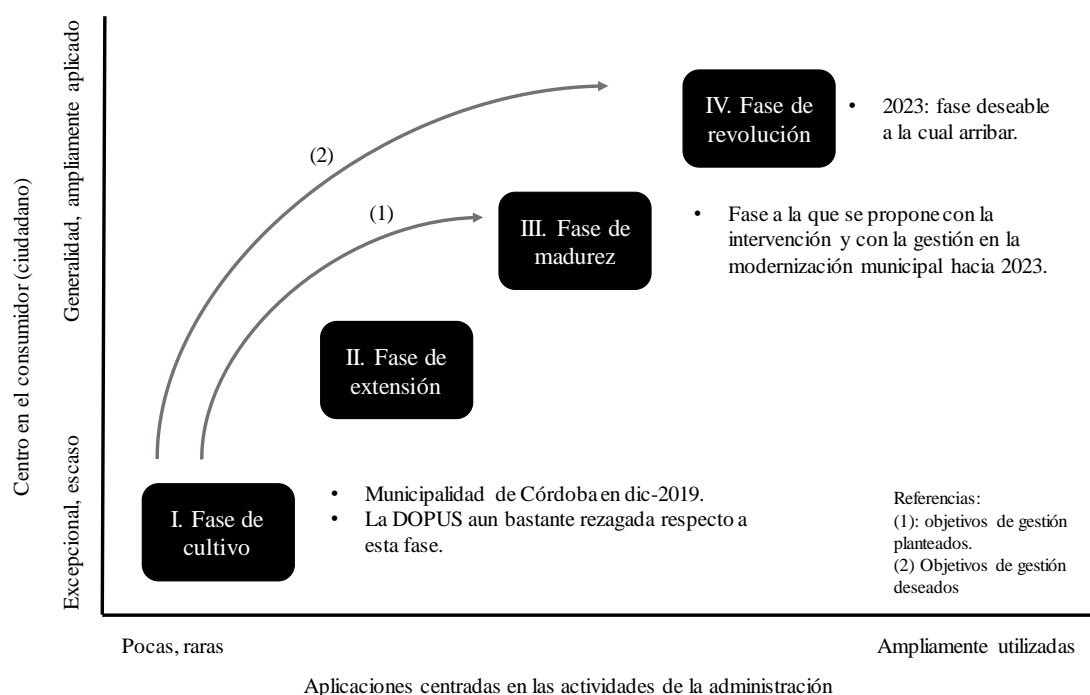 Centro en el consumidor (ciudadano)
Generalidad, ampliamente aplicado
Excepcional, escaso
(2)
(1)
IV. Fase de
revolución
• 2023: fase deseable
a la cual arribar.
III. Fase de
madurez
• Fase a la que se propone con la
intervención y con la gestión en la
modernización municipal hacia 2023.
II. Fase de
extensión
I. Fase de
cultivo
• Municipalidad de Córdoba en dic-2019.
• La DOPUS aun bastante rezagada respecto a
esta fase.
Referencias:
(1): objetivos de gestión
planteados.
(2) Objetivos de gestión
deseados
Pocas, raras
Ampliamente utilizadas
Aplicaciones centradas en las actividades de la administración